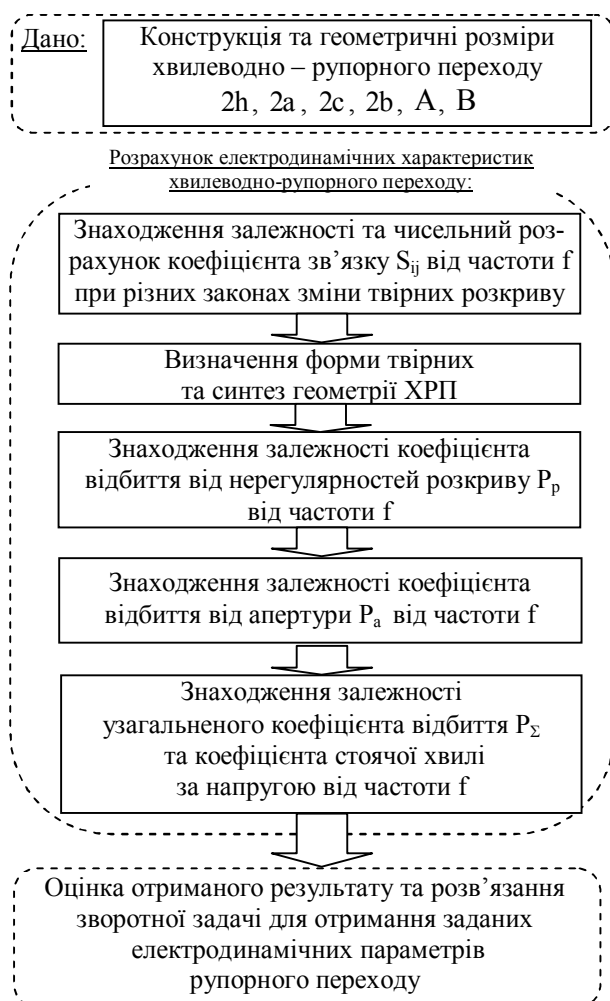 Дано:
Конструкція та геометричні розміри
хвилеводно – рупорного переходу
2h, 2a, 2c, 2b, A, B
Розрахунок електродинамічних характеристик
хвилеводно-рупорного переходу:
Знаходження залежності та чисельний роз-
рахунок коефіцієнта зв’язку Sij від частоти f
при різних законах зміни твірних розкриву
Визначення форми твірних
та синтез геометрії ХРП
Знаходження залежності коефіцієнта
відбиття від нерегулярностей розкриву Pр
від частоти f
Знаходження залежності коефіцієнта
відбиття від апертури Pа від частоти f
Знаходження залежності
узагальненого коефіцієнта відбиття PΣ
та коефіцієнта стоячої хвилі
за напругою від частоти f
Оцінка отриманого результату та розв’язання
зворотної задачі для отримання заданих
електродинамічних параметрів
рупорного переходу